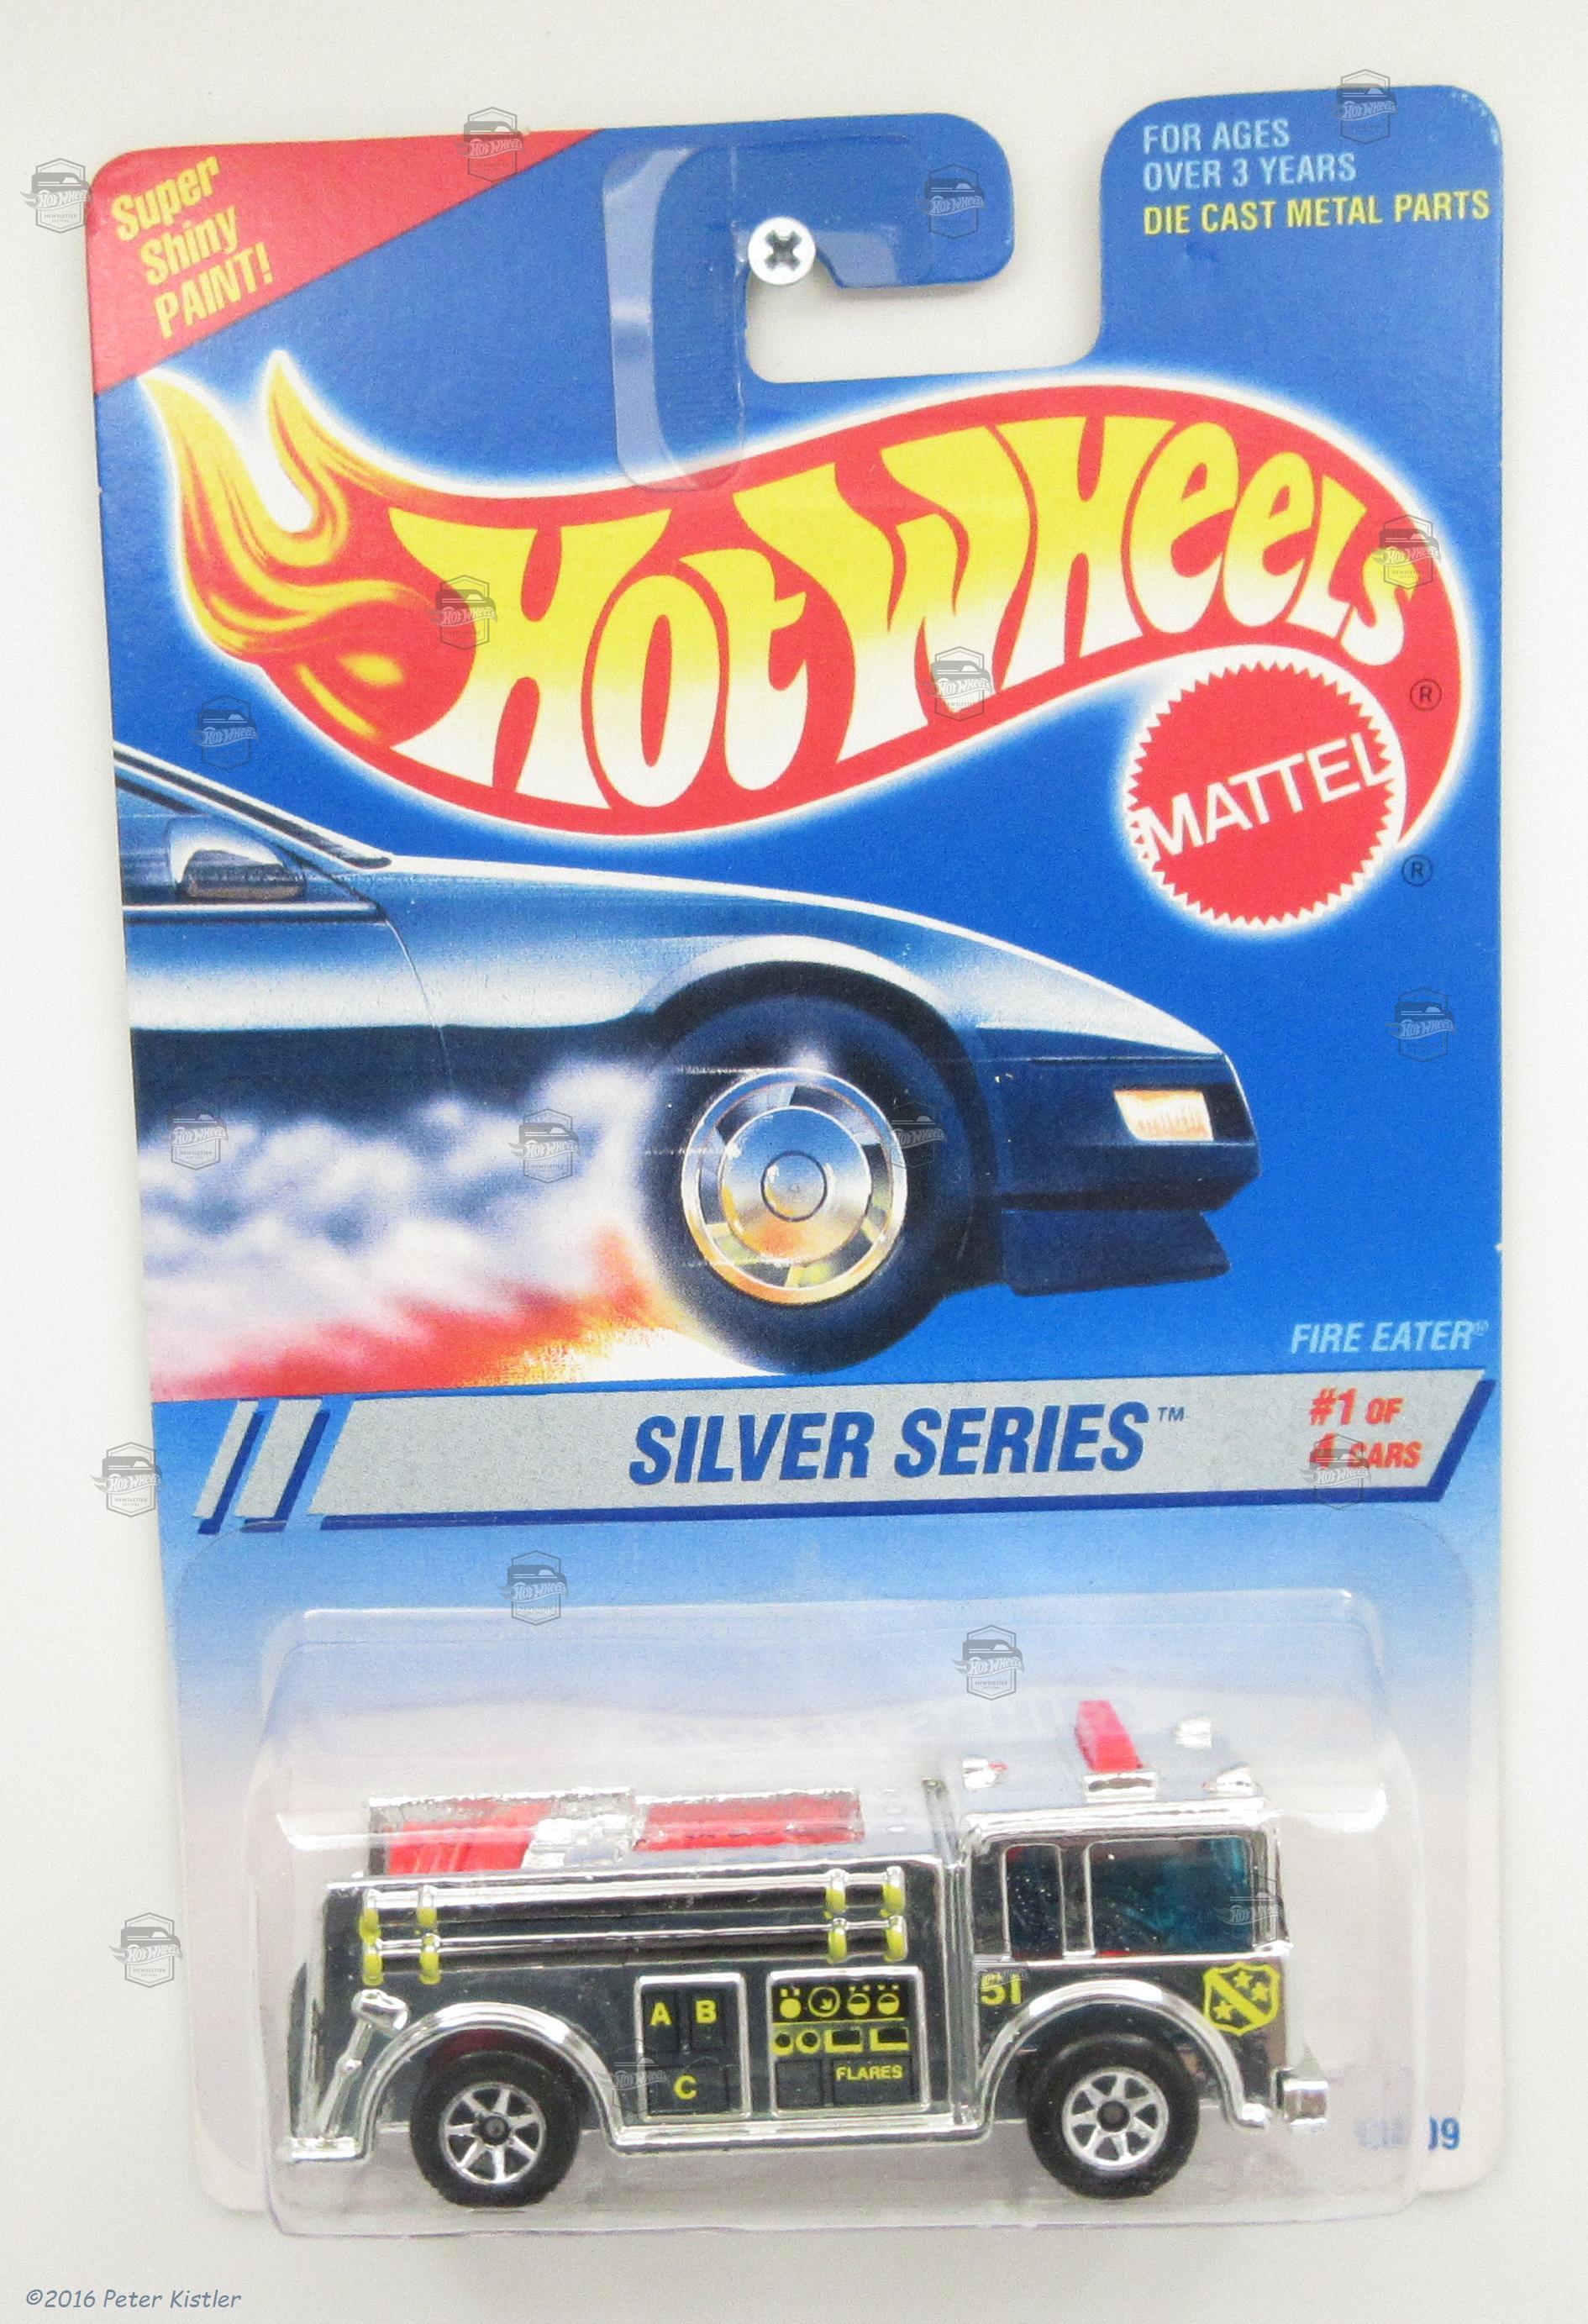 Super
Shiny
PAINT!
FOR AGES
OVER 3 YEARS
DIE CAST METAL PARTS
HOT WHEELS
®
MATTEL
®
FIRE EATER®
SILVER SERIES™
#1 OF
4 CARS
51
A B
C
FLARES
©2016 Peter Kistler